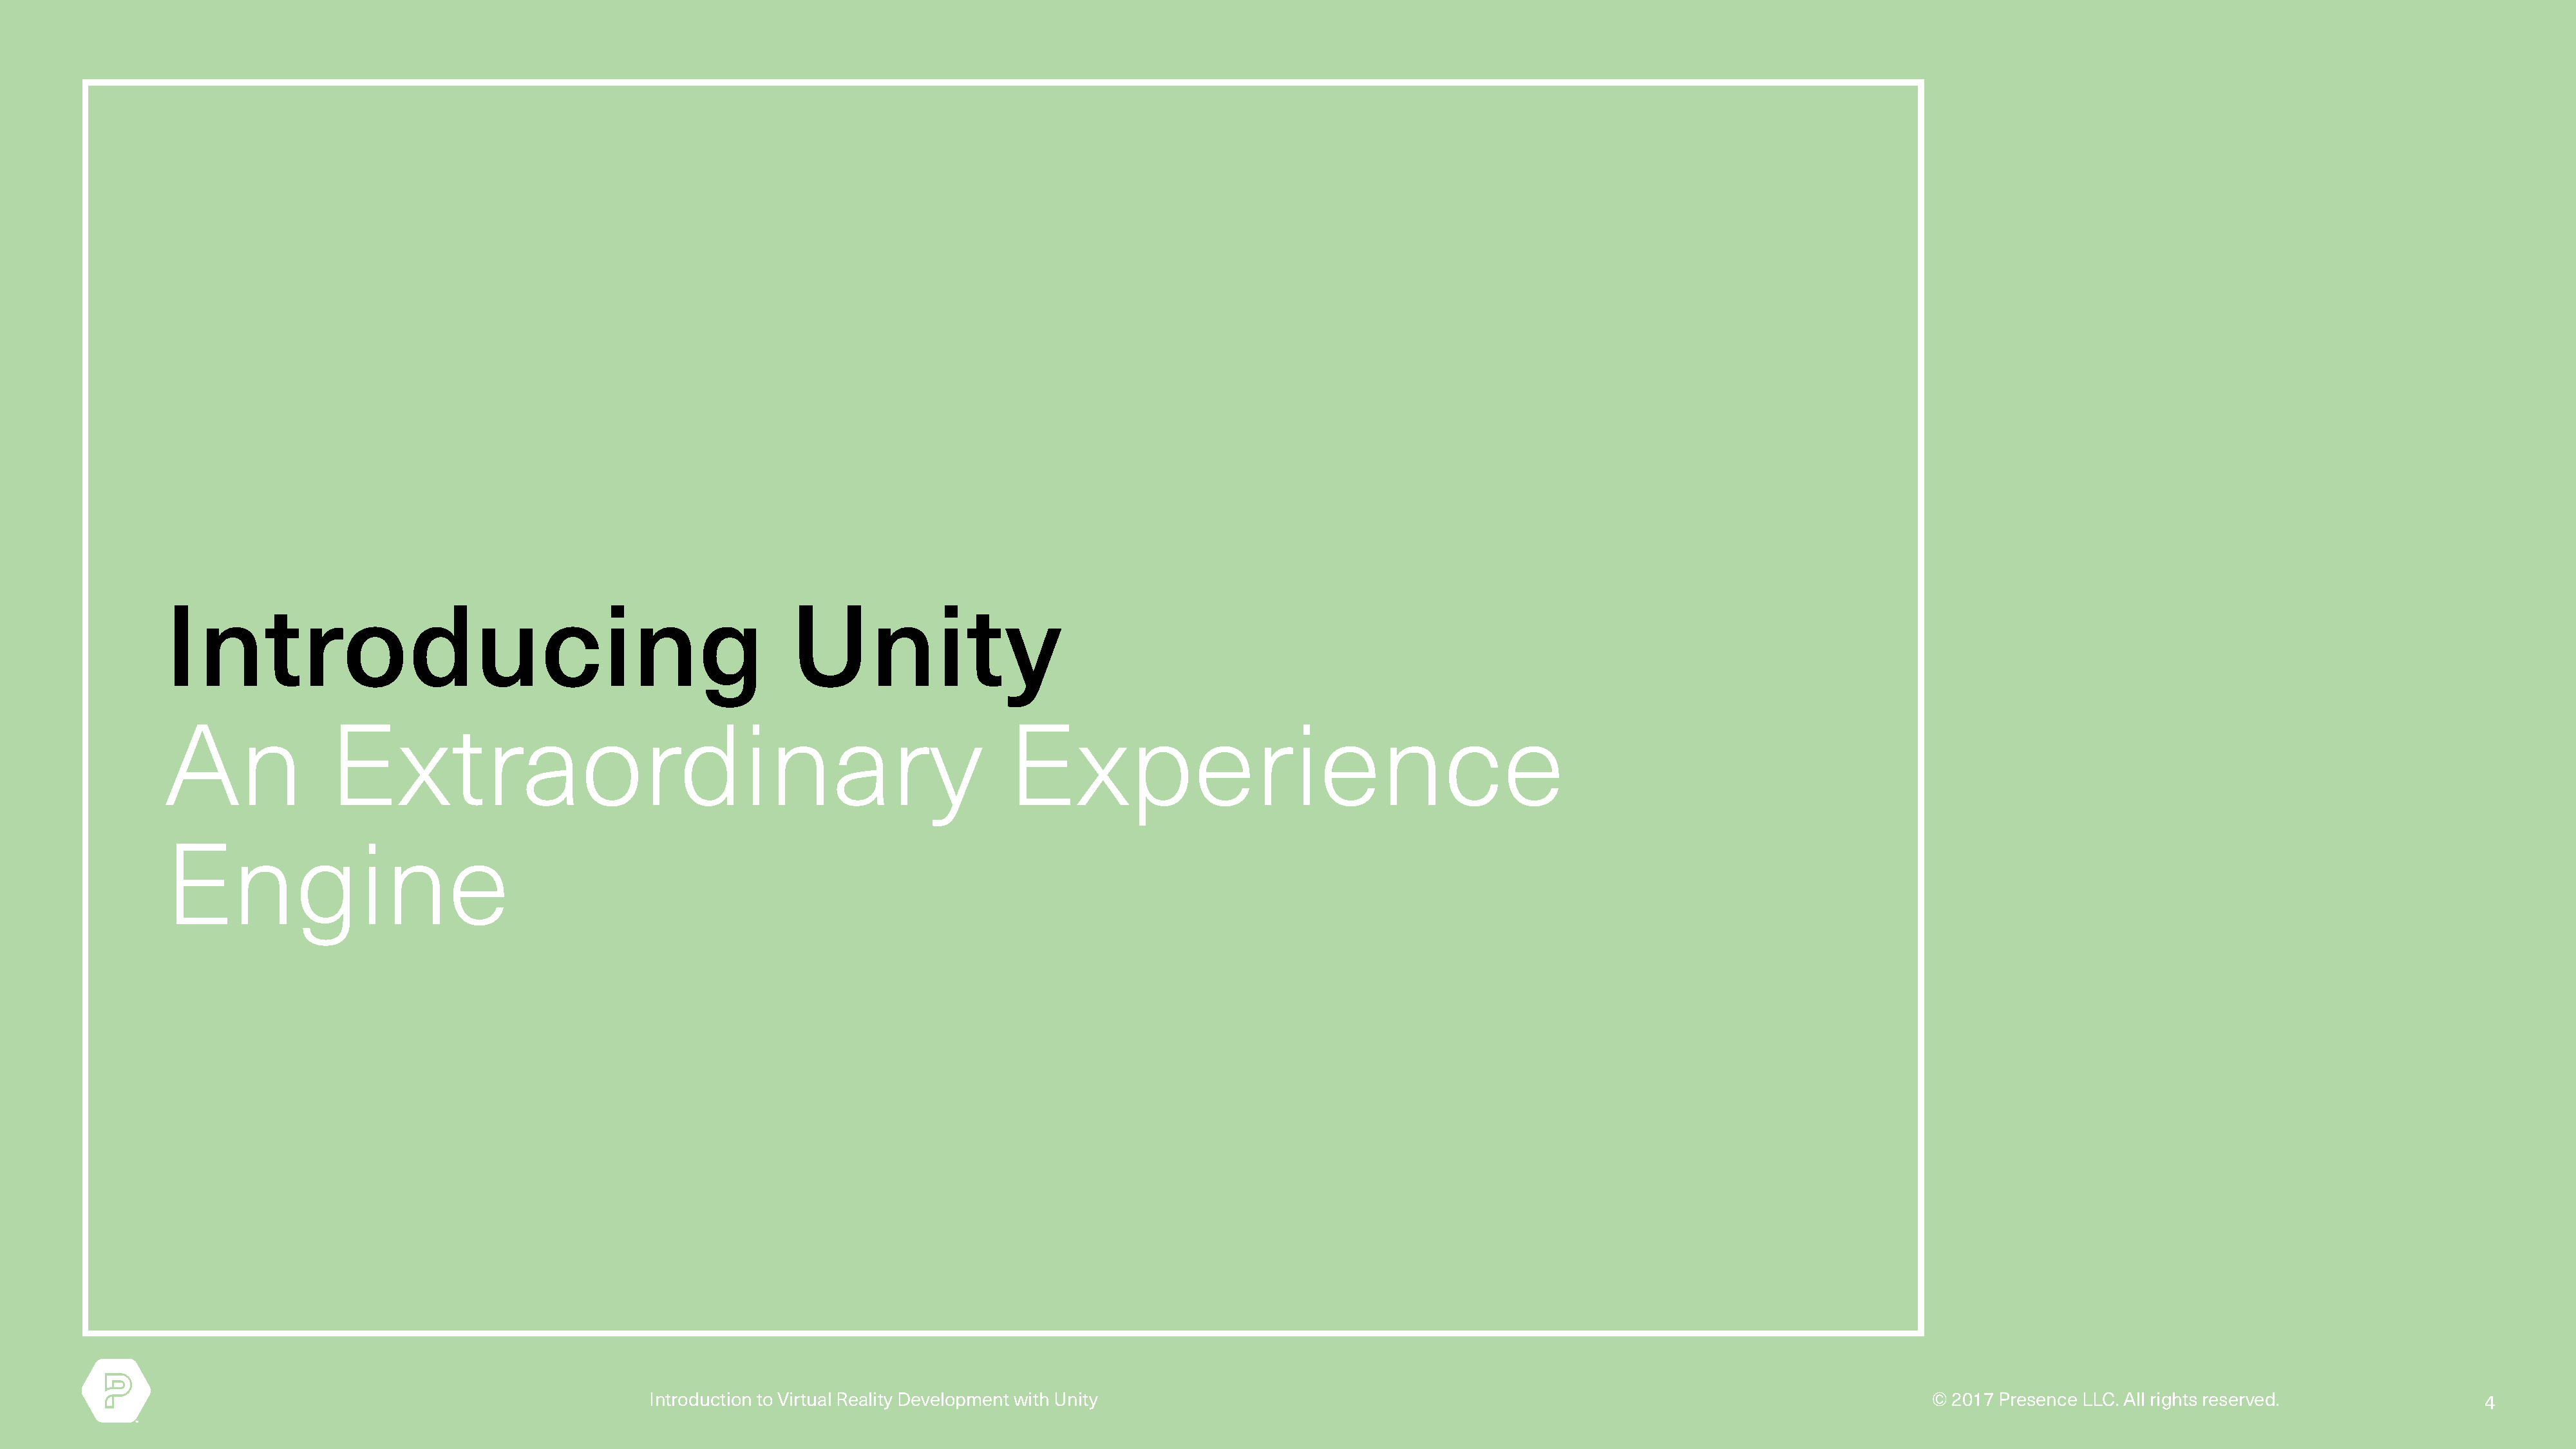 Introducing Unity
An Extraordinary Experience
Engine
Introduction to Virtual Reality Development with Unity
© 2017 Presence LLC. All rights reserved.
4